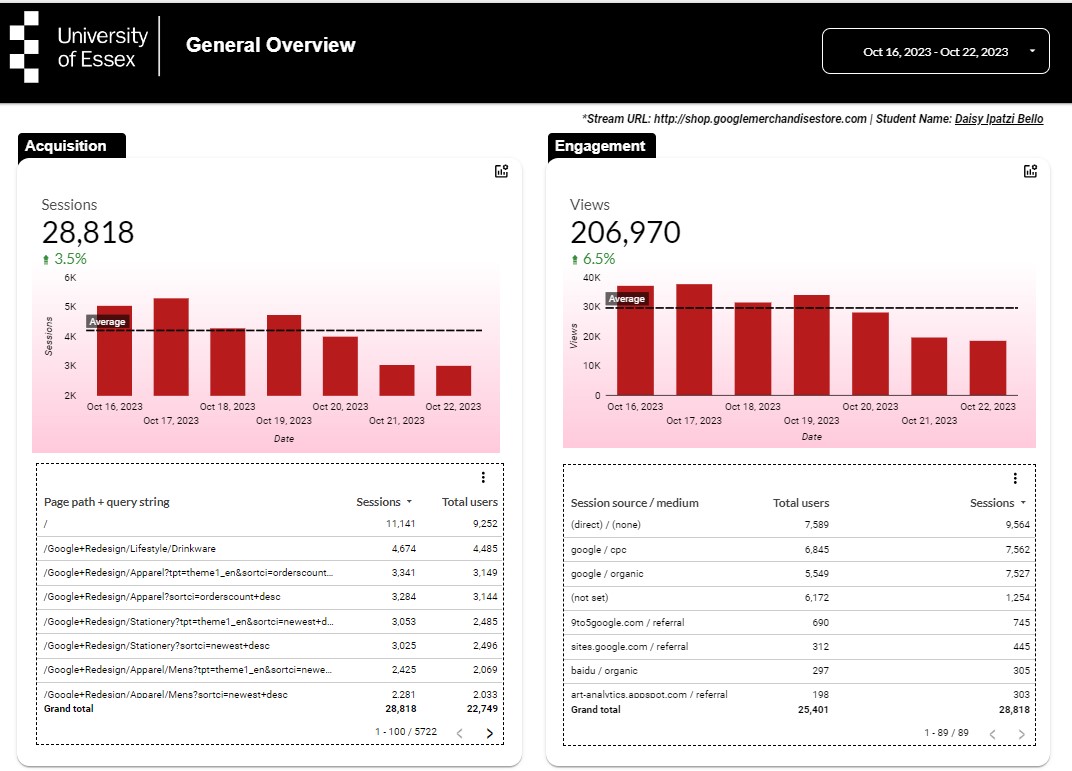 University
of Essex
General Overview
Oct 16, 2023 - Oct 22, 2023
*Stream URL: http://shop.googlemerchandisestore.com | Student Name: Daisy Ipatzi Bello
Acquisition
Sessions
28,818
3.5%
6K
5K
4K
3K
2K
Sessions
Average
Oct 16, 2023
Oct 17, 2023
Oct 18, 2023
Oct 19, 2023
Oct 20, 2023
Oct 21, 2023
Oct 22, 2023
Date
Page path + query string Sessions Total users
/ 11,141 9,252
/Google+Redesign/Lifestyle/Drinkware 4,674 4,485
/Google+Redesign/Apparel?tpt=theme1_en&sortci=orderscount... 3,341 3,149
/Google+Redesign/Apparel?sortci=orderscount+desc 3,284 3,144
/Google+Redesign/Stationery?tpt=theme1_en&sortci=newest+d... 3,053 2,485
/Google+Redesign/Stationery?sortci=newest+desc 3,025 2,496
/Google+Redesign/Apparel/Mens?tpt=theme1_en&sortci=newe... 2,425 2,069
/Google+Redesign/Apparel/Mens?sortci=newest+desc 2,281 2,033
Grand total 28,818 22,749
1 - 100 / 5722
Engagement
Views
206,970
6.5%
40K
30K
20K
10K
0
Views
Average
Oct 16, 2023
Oct 17, 2023
Oct 18, 2023
Oct 19, 2023
Oct 20, 2023
Oct 21, 2023
Oct 22, 2023
Date
Session source / medium Total users Sessions
(direct) / (none) 7,589 9,564
google / cpc 6,845 7,562
google / organic 5,549 7,527
(not set) 6,172 1,254
9to5google.com / referral 690 745
sites.google.com / referral 312 445
baidu / organic 297 305
art-analytics.appspot.com / referral 198 303
Grand total 25,401 28,818
1 - 89 / 89